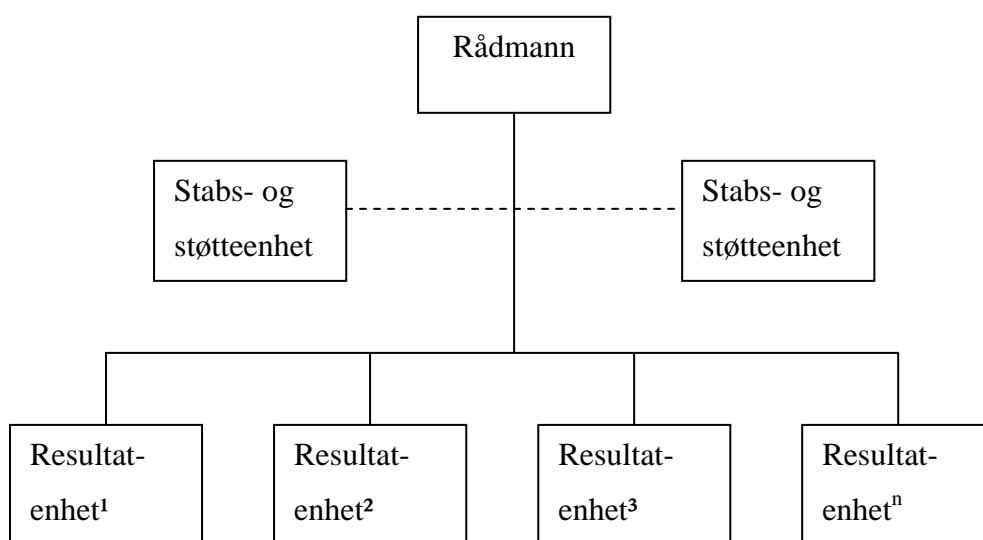 Rådmann
Stabs- og
støtteenhet
Stabs- og
støtteenhet
Resultat-
enhet¹
Resultat-
enhet²
Resultat-
enhet³
Resultat-
enhetⁿ